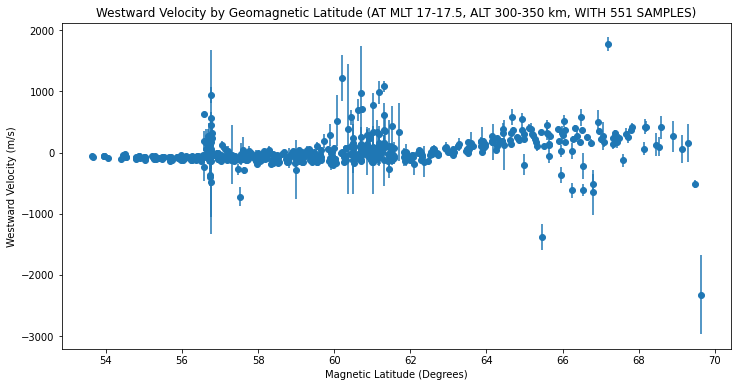 Westward Velocity by Geomagnetic Latitude (AT MLT 17-17.5, ALT 300-350 km, WITH 551 SAMPLES)
Westward Velocity (m/s)
2000
1000
0
−1000
−2000
−3000
54 56 58 60 62 64 66 68 70
Magnetic Latitude (Degrees)